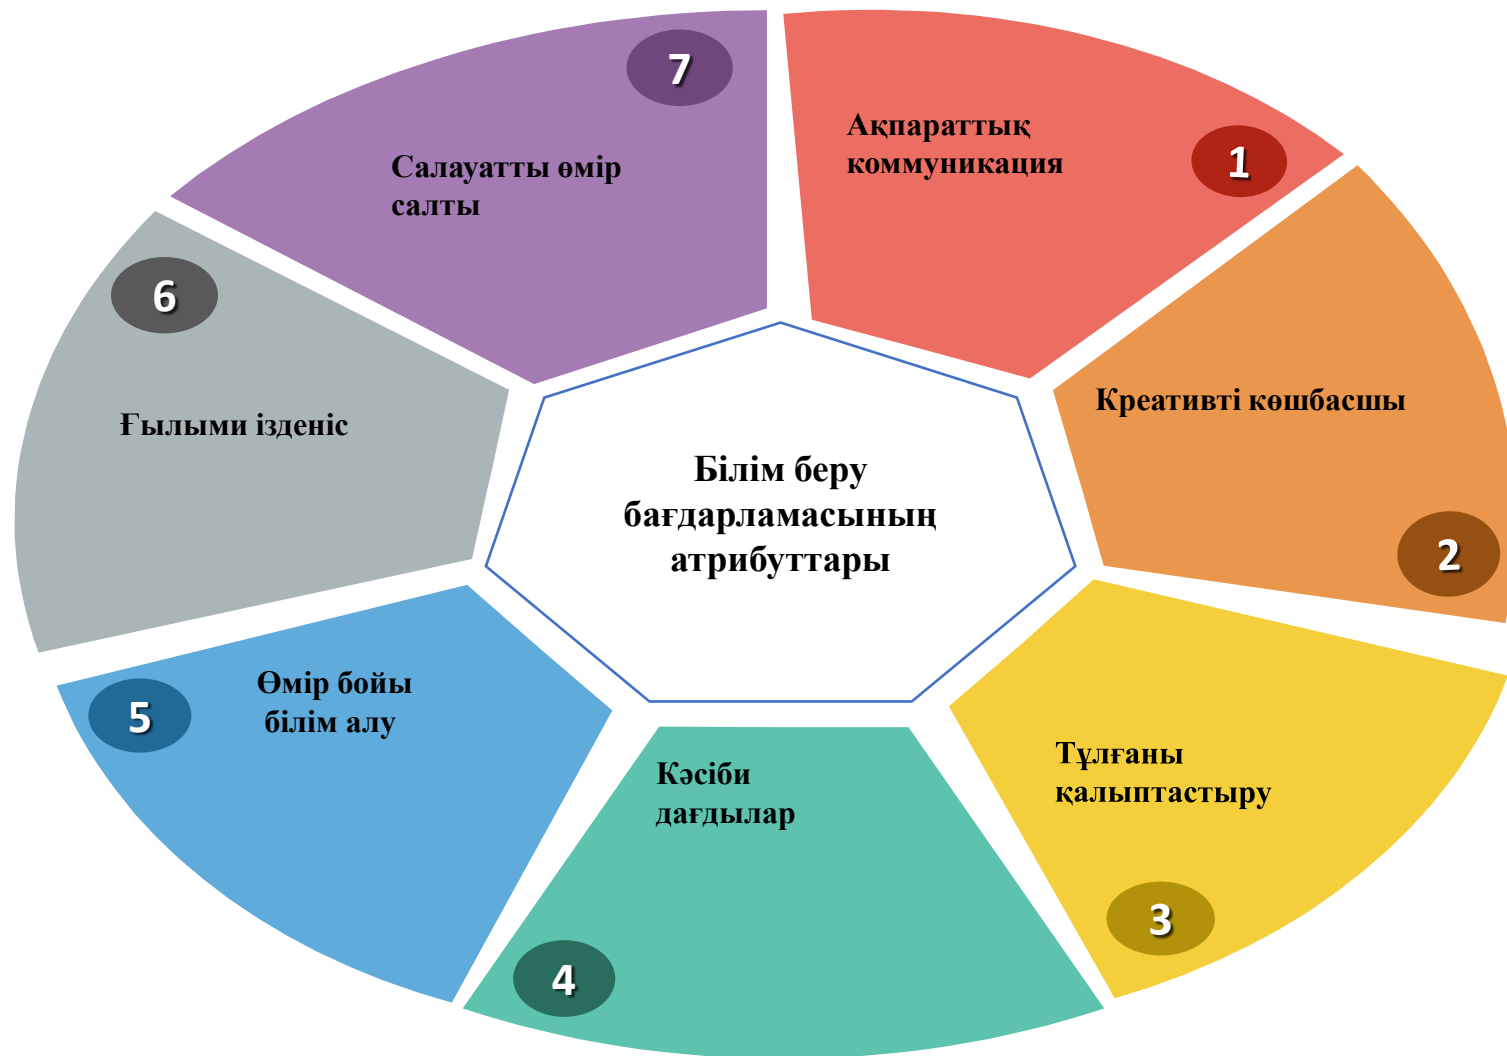 Білім беру
бағдарламасының
атрибуттары
1
Ақпараттық
коммуникация
2
Креативті көшбасшы
3
Тұлғаны
қалыптастыру
4
Кәсіби
дағдылар
5
Өмір бойы
білім алу
6
Ғылыми ізденіс
7
Салауатты өмір
салты